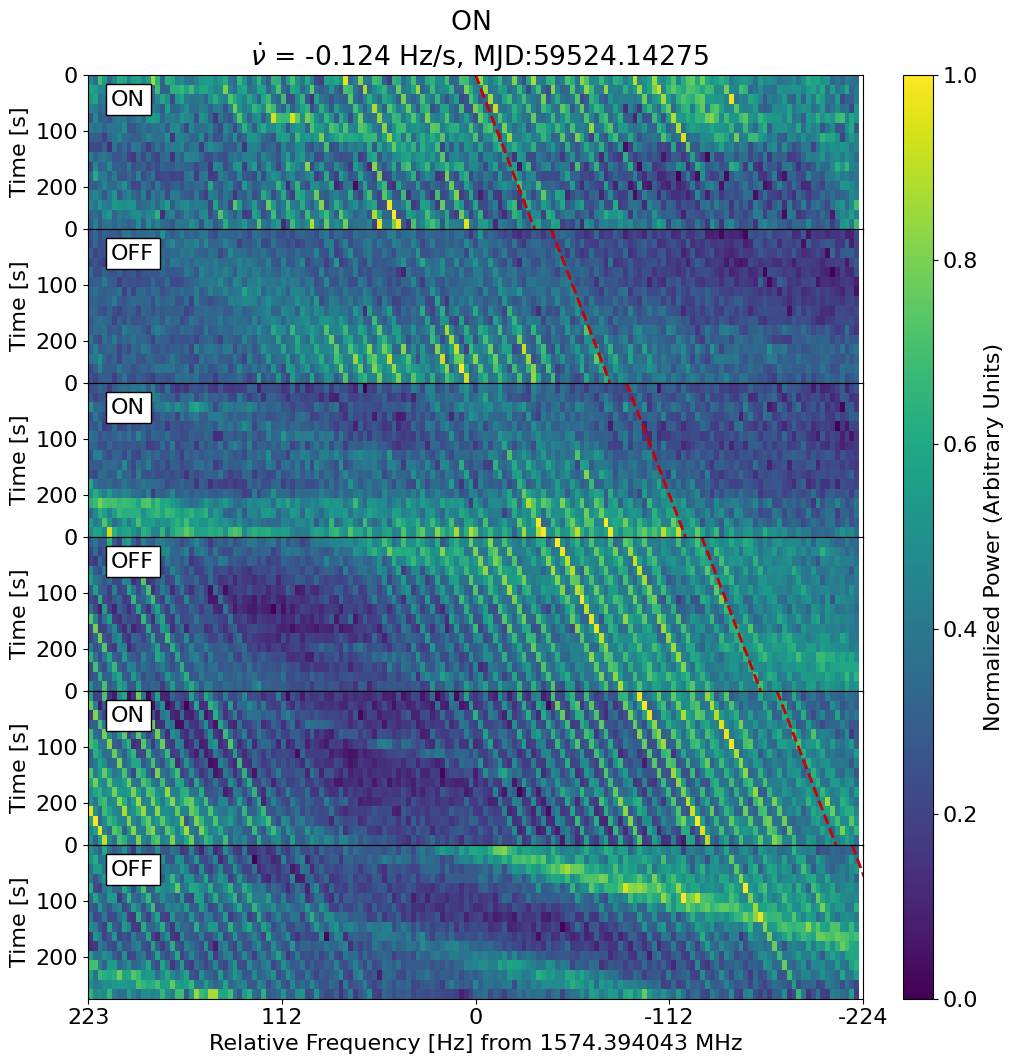 ON
ν̇ = -0.124 Hz/s, MJD:59524.14275
0
100
200
Time [s]
ON
0
100
200
Time [s]
OFF
0
100
200
Time [s]
ON
0
100
200
Time [s]
OFF
0
100
200
Time [s]
ON
0
100
200
Time [s]
OFF
223 112 0 -112 -224
Relative Frequency [Hz] from 1574.394043 MHz
1.0
0.8
0.6
0.4
0.2
0.0
Normalized Power (Arbitrary Units)